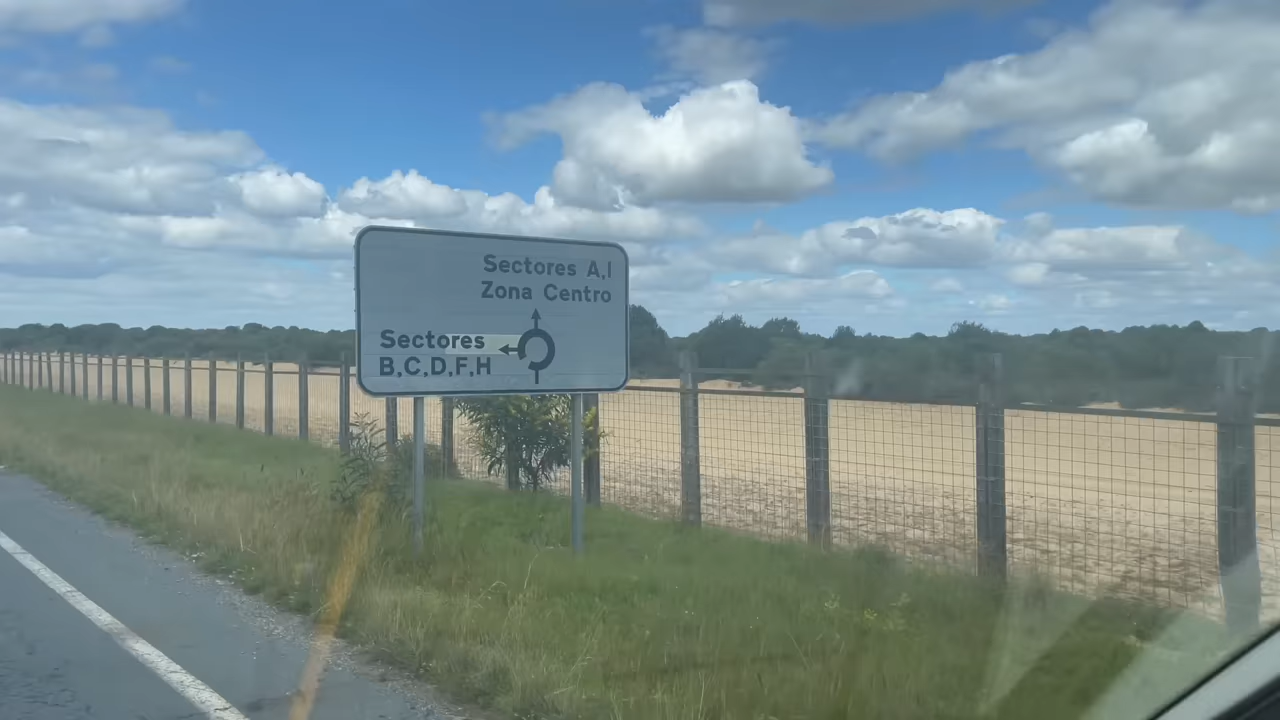 Sectores A,I
Zona Centro
Sectores
B,C,D,F,H